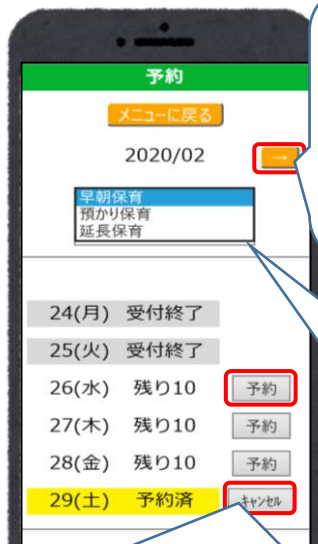 予約
メニューに戻る
2020/02 →
早朝保育
預かり保育
延長保育
24(月) 受付終了
25(火) 受付終了
26(水) 残り10 予約
27(木) 残り10 予約
28(金) 残り10 予約
29(土) 予約済 キャンセル